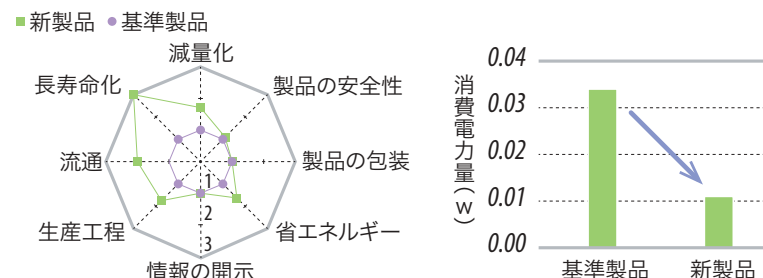 新製品 基準製品
減量化
長寿命化
製品の安全性
流通
製品の包装
生産工程
省エネルギー
情報の開示
1
2
3
消費電力量(W)
0.04
0.03
0.02
0.01
0.00
基準製品 新製品